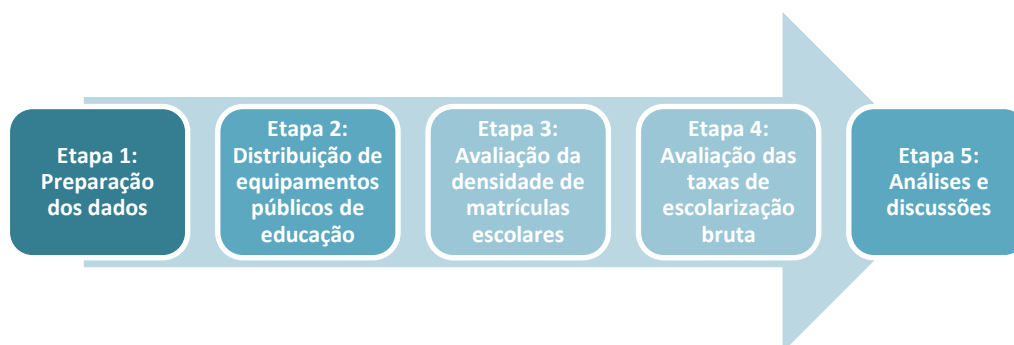 Etapa 1:
Preparação
dos dados
Etapa 2:
Distribuição de
equipamentos
públicos de
educação
Etapa 3:
Avaliação da
densidade de
matrículas
escolares
Etapa 4:
Avaliação das
taxas de
escolarização
bruta
Etapa 5:
Análises e
discussões